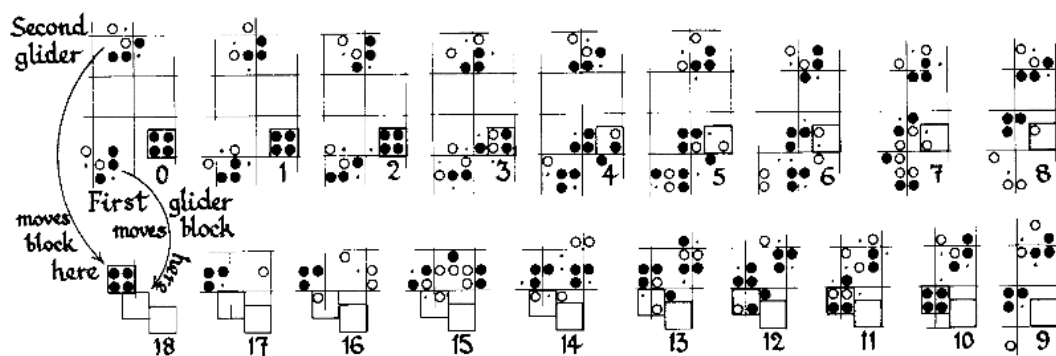 Second
glider
0 1 2 3 4 5 6 7 8
First glider
moves block
here
moves
block
here
18 17 16 15 14 13 12 11 10 9